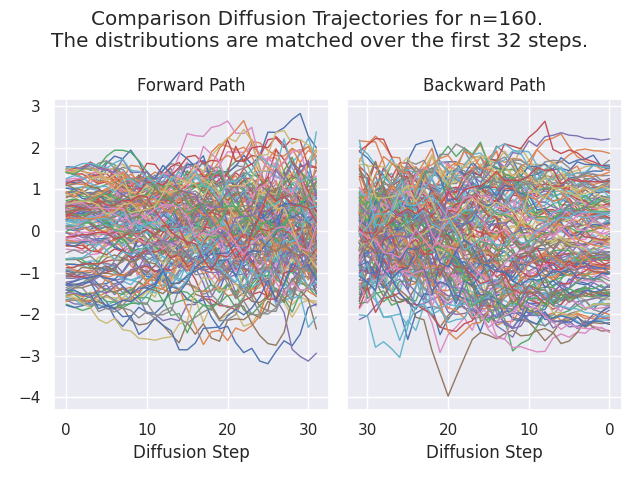 Comparison Diffusion Trajectories for n=160.
The distributions are matched over the first 32 steps.
Forward Path
Backward Path
3
2
1
0
−1
−2
−3
−4
0 10 20 30
30 20 10 0
Diffusion Step
Diffusion Step